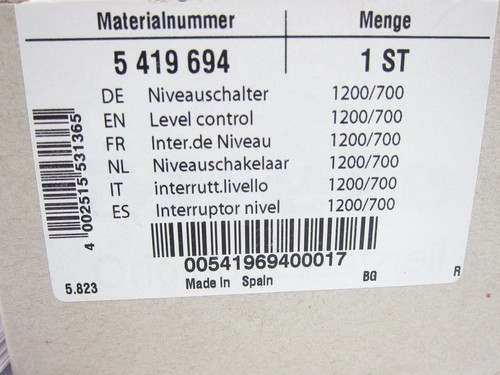 Materialnummer Menge
5 419 694 1 ST
DE Niveauschalter 1200/700
EN Level control 1200/700
FR Inter.de Niveau 1200/700
NL Niveauschakelaar 1200/700
IT interrutt.livello 1200/700
ES Interruptor nivel 1200/700
4 002515 531365
00541969400017
5.823 Made in Spain BG R